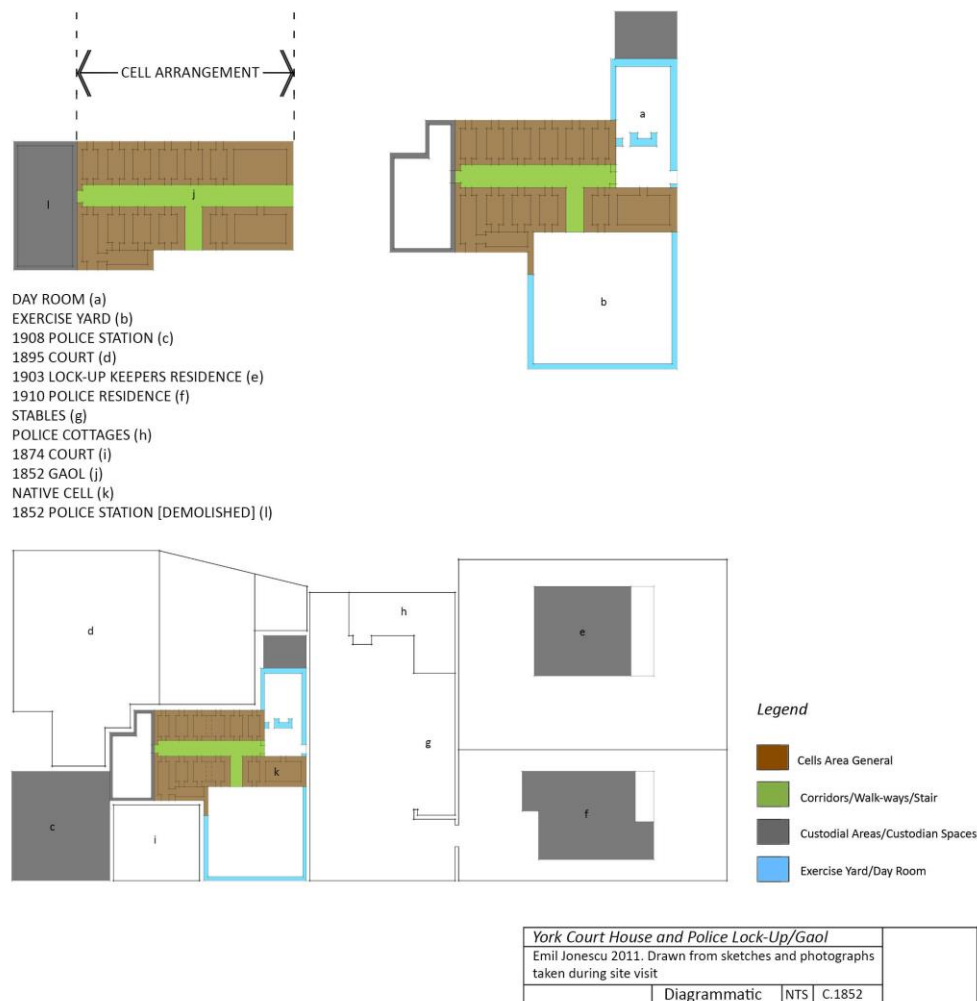 CELL ARRANGEMENT
a
l
j
b
DAY ROOM (a)
EXERCISE YARD (b)
1908 POLICE STATION (c)
1895 COURT (d)
1903 LOCK-UP KEEPERS RESIDENCE (e)
1910 POLICE RESIDENCE (f)
STABLES (g)
POLICE COTTAGES (h)
1874 COURT (i)
1852 GAOL (j)
NATIVE CELL (k)
1852 POLICE STATION [DEMOLISHED] (l)
h
d
e
g
k
c
i
f
Legend
Cells Area General
Corridors/Walk-ways/Stair
Custodial Areas/Custodian Spaces
Exercise Yard/Day Room
York Court House and Police Lock-Up/Gaol
Emil Jonescu 2011. Drawn from sketches and photographs
taken during site visit
Diagrammatic NTS C.1852